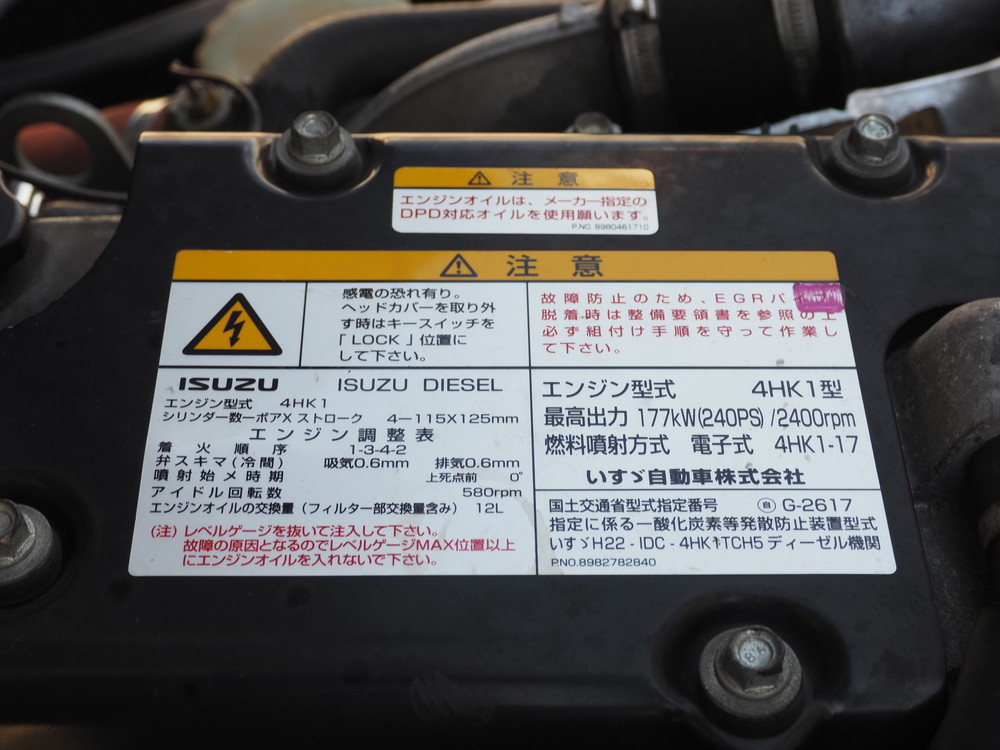 注意
エンジンオイルは、メーカー指定の
DPD対応オイルを使用願います。
P.NO. 8980461710
注意
感電の恐れ有り。
ヘッドカバーを取り外
す時はキースイッチを
「LOCK」位置に
して下さい。
故障防止のため、EGRバ
脱着時は整備要領書を参照の上
必ず組付け手順を守って作業し
て下さい。
ISUZU ISUZU DIESEL
エンジン型式 4HK1
シリンダ数ーボアX ストローク 4ー115X125mm
エンジン調整表
着火順序 1-3-4-2
弁スキマ(冷間) 吸気0.6mm 排気0.6mm
噴射始メ時期 上死点前 0°
アイドル回転数 580rpm
エンジンオイルの交換量(フィルター部交換量含み) 12L
(注) レベルゲージを抜いて注入して下さい。
故障の原因となるのでレベルゲージMAX位置以上
にエンジンオイルを入れないで下さい。
エンジン型式 4HK1型
最高出力 177kW(240PS)/2400rpm
燃料噴射方式 電子式 4HK1-17
いすゞ自動車株式会社
国土交通省型式指定番号 ㊝ G-2617
指定に係る一酸化炭素等発散防止装置型式
いすゞH22-IDC-4HK1TCH5 ディーゼル機関
P.NO.8982782840